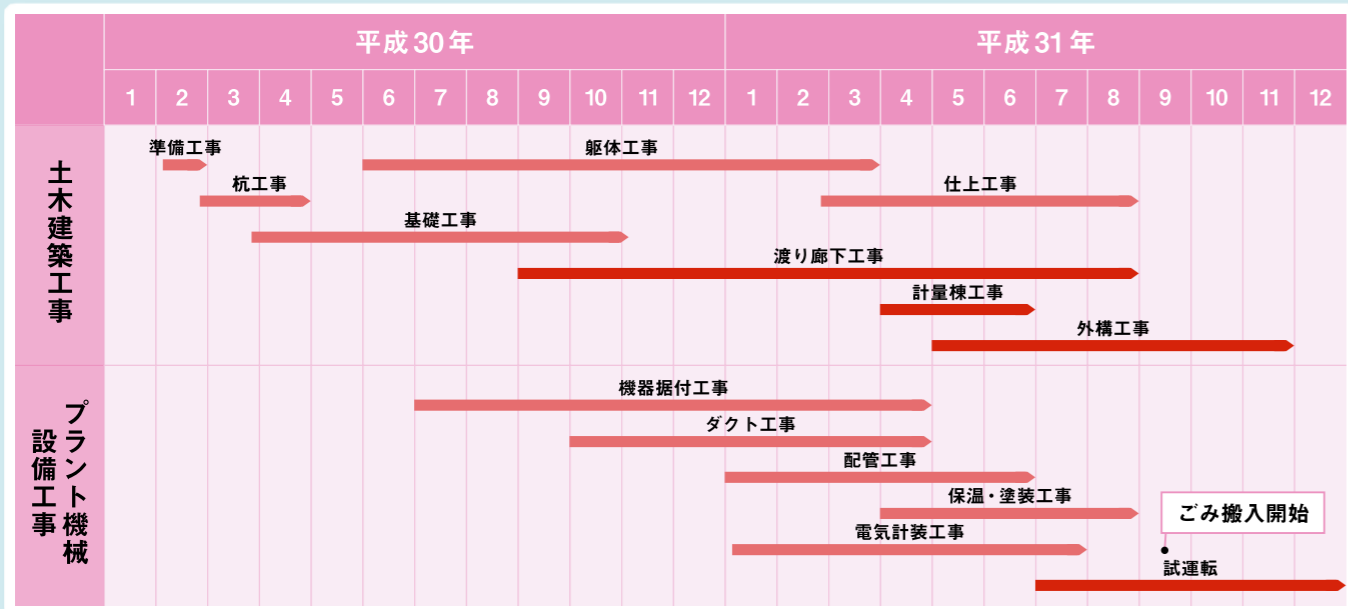 平成30年 平成31年
1 2 3 4 5 6 7 8 9 10 11 12 1 2 3 4 5 6 7 8 9 10 11 12
土木建築工事
準備工事 躯体工事
杭工事 仕上工事
基礎工事
渡り廊下工事
計量棟工事
外構工事
プラント機械
設備工事
機器据付工事
ダクト工事
配管工事
保温・塗装工事
ごみ搬入開始
電気計装工事
試運転